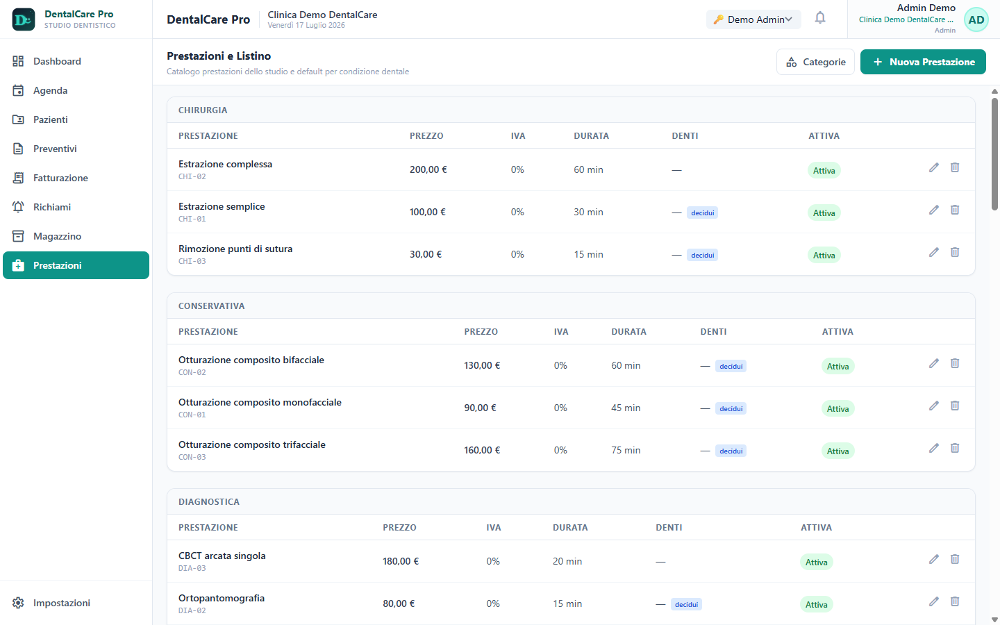 DentalCare Pro
STUDIO DENTISTICO
Dashboard
Agenda
Pazienti
Preventivi
Fatturazione
Richiami
Magazzino
Prestazioni
Impostazioni
DentalCare Pro
Clinica Demo DentalCare
Venerdì 17 Luglio 2026
Demo Admin
Admin Demo
Clinica Demo DentalCare ...
Admin
AD
Prestazioni e Listino
Catalogo prestazioni dello studio e default per condizione dentale
Categorie
+ Nuova Prestazione
CHIRURGIA
PRESTAZIONE PREZZO IVA DURATA DENTI ATTIVA
Estrazione complessa 200,00 € 0% 60 min — Attiva
CHI-02
Estrazione semplice 100,00 € 0% 30 min — decidui Attiva
CHI-01
Rimozione punti di sutura 30,00 € 0% 15 min — decidui Attiva
CHI-03
CONSERVATIVA
PRESTAZIONE PREZZO IVA DURATA DENTI ATTIVA
Otturazione composito bifacciale 130,00 € 0% 60 min — decidui Attiva
CON-02
Otturazione composito monofacciale 90,00 € 0% 45 min — decidui Attiva
CON-01
Otturazione composito trifacciale 160,00 € 0% 75 min — decidui Attiva
CON-03
DIAGNOSTICA
PRESTAZIONE PREZZO IVA DURATA DENTI ATTIVA
CBCT arcata singola 180,00 € 0% 20 min — Attiva
DIA-03
Ortopantomografia 80,00 € 0% 15 min — decidui Attiva
DIA-02